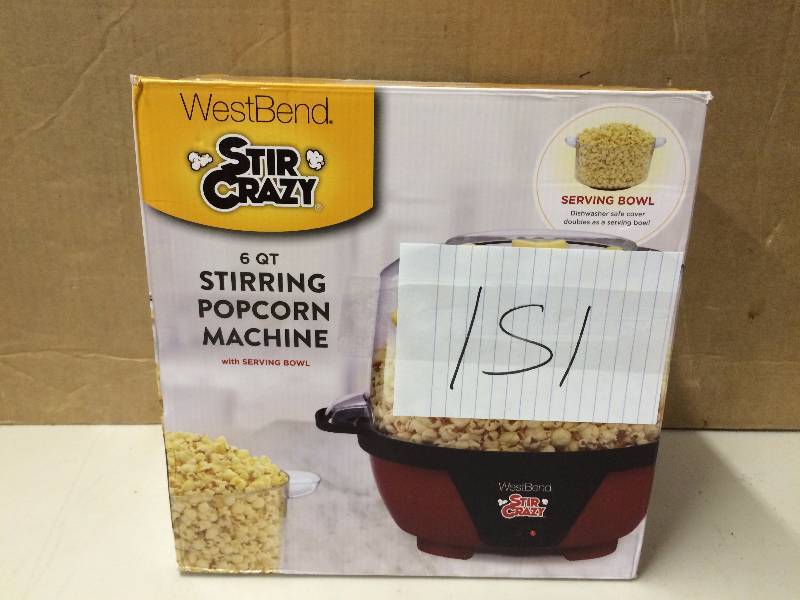 WestBend®
STIR
CRAZY®
6 QT
STIRRING
POPCORN
MACHINE
with SERVING BOWL
SERVING BOWL
Dishwasher safe cover
doubles as a serving bowl
151
WestBend
STIR
CRAZY